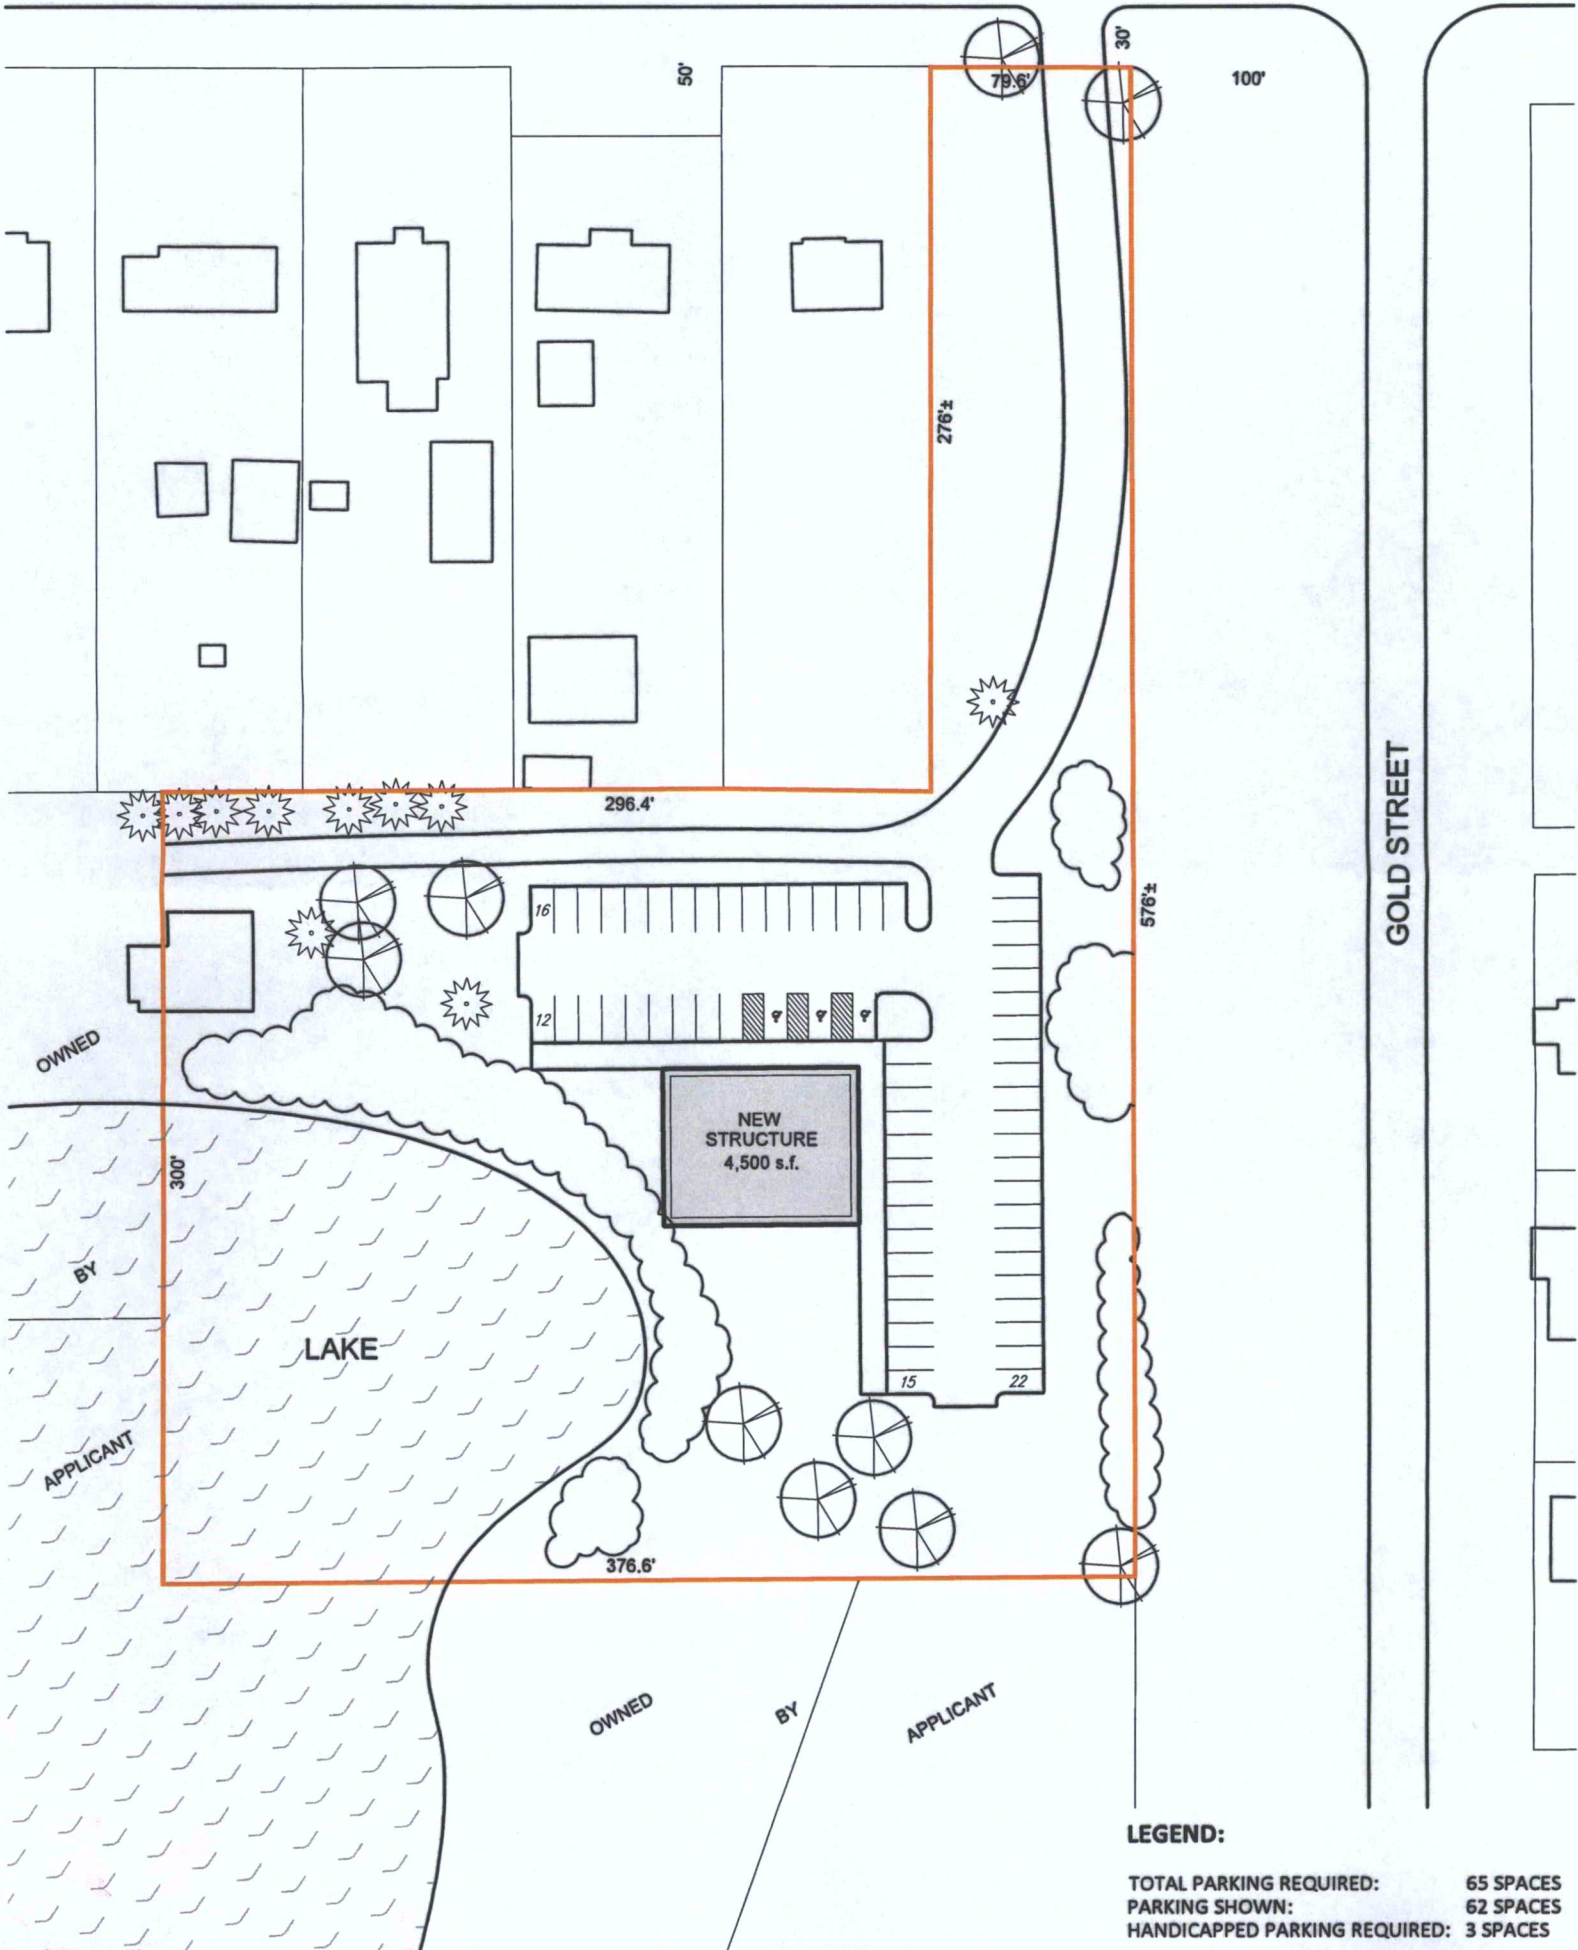 30'
50'
79.6'
100'
276'±
GOLD STREET
296.4'
576'±
16
12
OWNED
BY
APPLICANT
NEW
STRUCTURE
4,500 s.f.
300'
LAKE
15
22
376.6'
OWNED BY APPLICANT
LEGEND:
TOTAL PARKING REQUIRED: 65 SPACES
PARKING SHOWN: 62 SPACES
HANDICAPPED PARKING REQUIRED: 3 SPACES